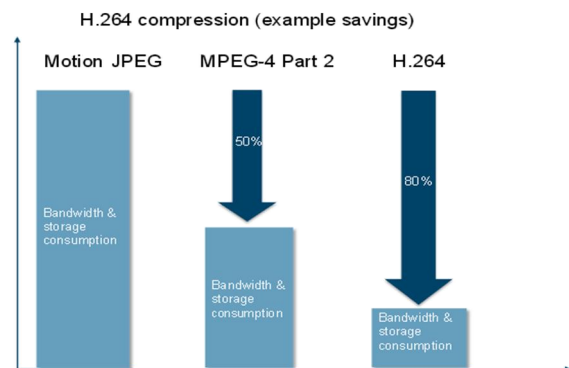 H.264 compression (example savings)
Motion JPEG
MPEG-4 Part 2
H.264
50%
80%
Bandwidth &
storage
consumption
Bandwidth &
storage
consumption
Bandwidth &
storage
consumption